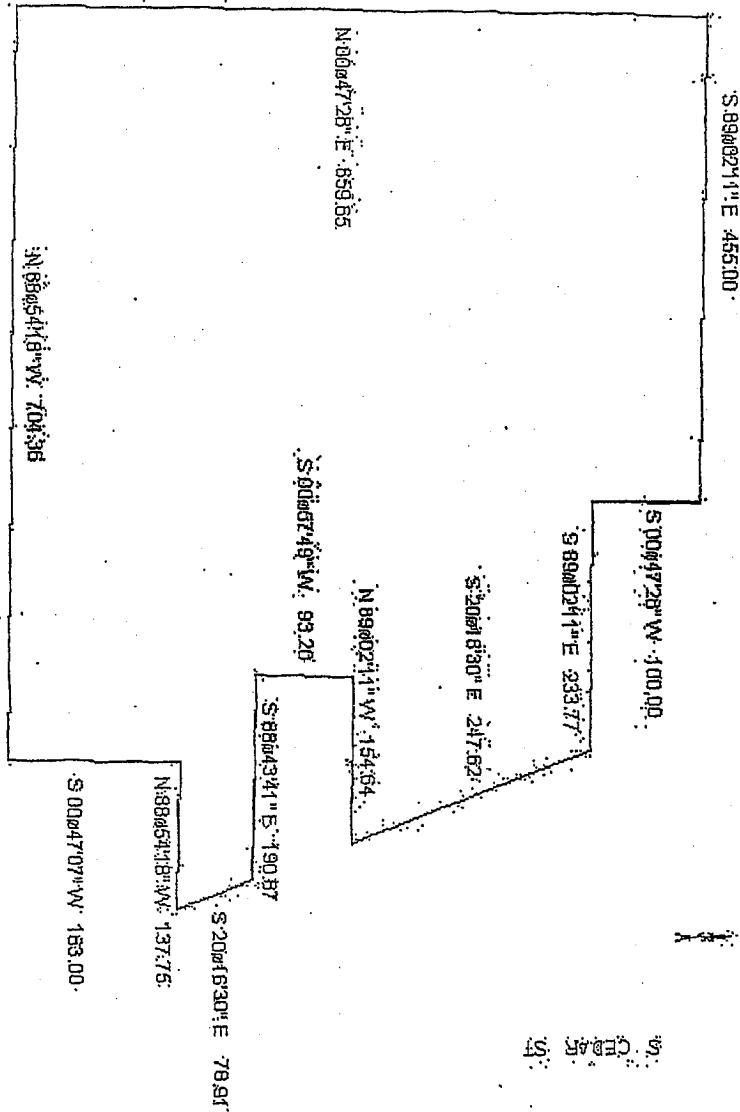 S 89@02'11" E 455.00
N 00@47'28" E 659.65
S 00@47'28" W 100.00
S 89@02'11" E 233.77
S 20@18'30" E 247.62
N 89@02'11" W 154.64
S 00@57'49" W 93.20
S 88@43'41" E 190.87
S 20@16'30" E 78.91
N 88@54'18" W 137.75
S 00@47'07" W 163.00
N 88@54'18" W 704.36
S CEDAR ST